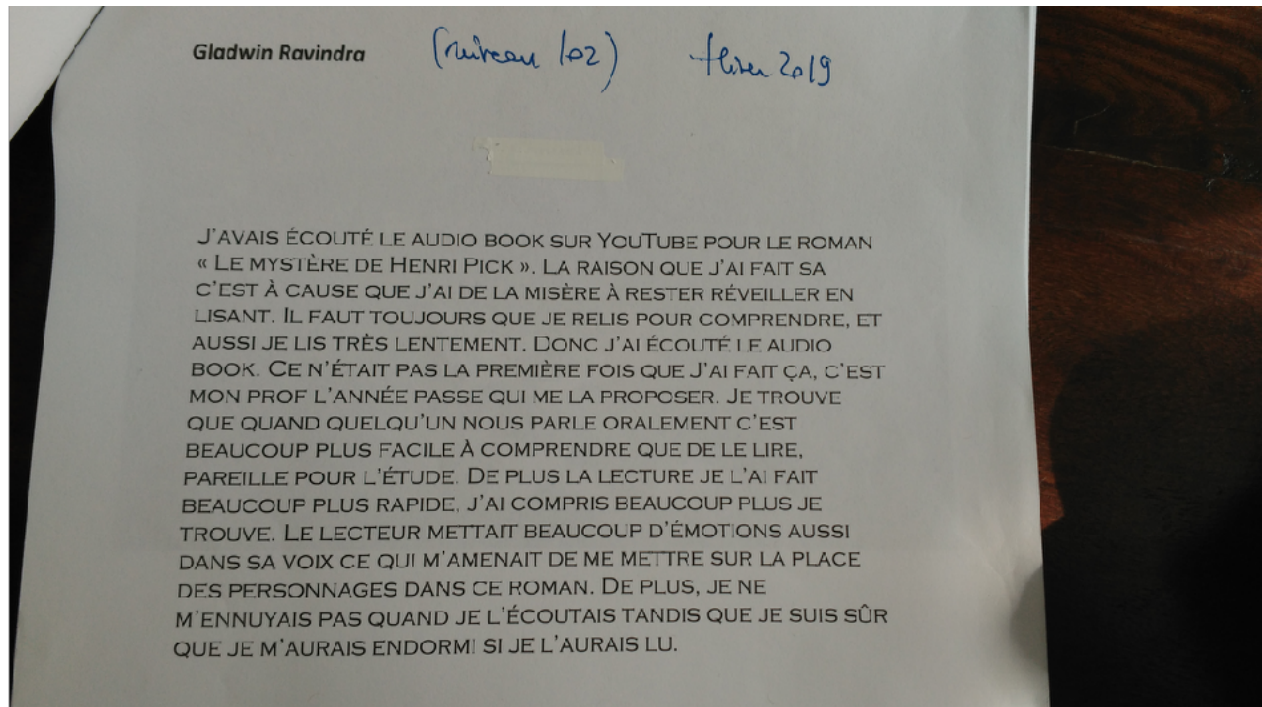 Gladwin Ravindra (niveau 102) Hiver 2019
J'AVAIS ÉCOUTÉ LE AUDIO BOOK SUR YOUTUBE POUR LE ROMAN
« LE MYSTÈRE DE HENRI PICK ». LA RAISON QUE J'AI FAIT SA
C'EST À CAUSE QUE J'AI DE LA MISÈRE À RESTER RÉVEILLER EN
LISANT. IL FAUT TOUJOURS QUE JE RELIS POUR COMPRENDRE, ET
AUSSI JE LIS TRÈS LENTEMENT. DONC J'AI ÉCOUTÉ LE AUDIO
BOOK. CE N'ÉTAIT PAS LA PREMIÈRE FOIS QUE J'AI FAIT ÇA, C'EST
MON PROF L'ANNÉE PASSE QUI ME LA PROPOSER. JE TROUVE
QUE QUAND QUELQU'UN NOUS PARLE ORALEMENT C'EST
BEAUCOUP PLUS FACILE À COMPRENDRE QUE DE LE LIRE,
PAREILLE POUR L'ÉTUDE. DE PLUS LA LECTURE JE L'AI FAIT
BEAUCOUP PLUS RAPIDE, J'AI COMPRIS BEAUCOUP PLUS JE
TROUVE. LE LECTEUR METTAIT BEAUCOUP D'ÉMOTIONS AUSSI
DANS SA VOIX CE QUI M'AMENAIT DE ME METTRE SUR LA PLACE
DES PERSONNAGES DANS CE ROMAN. DE PLUS, JE NE
M'ENNUYAIS PAS QUAND JE L'ÉCOUTAIS TANDIS QUE JE SUIS SÛR
QUE JE M'AURAIS ENDORMI SI JE L'AURAIS LU.